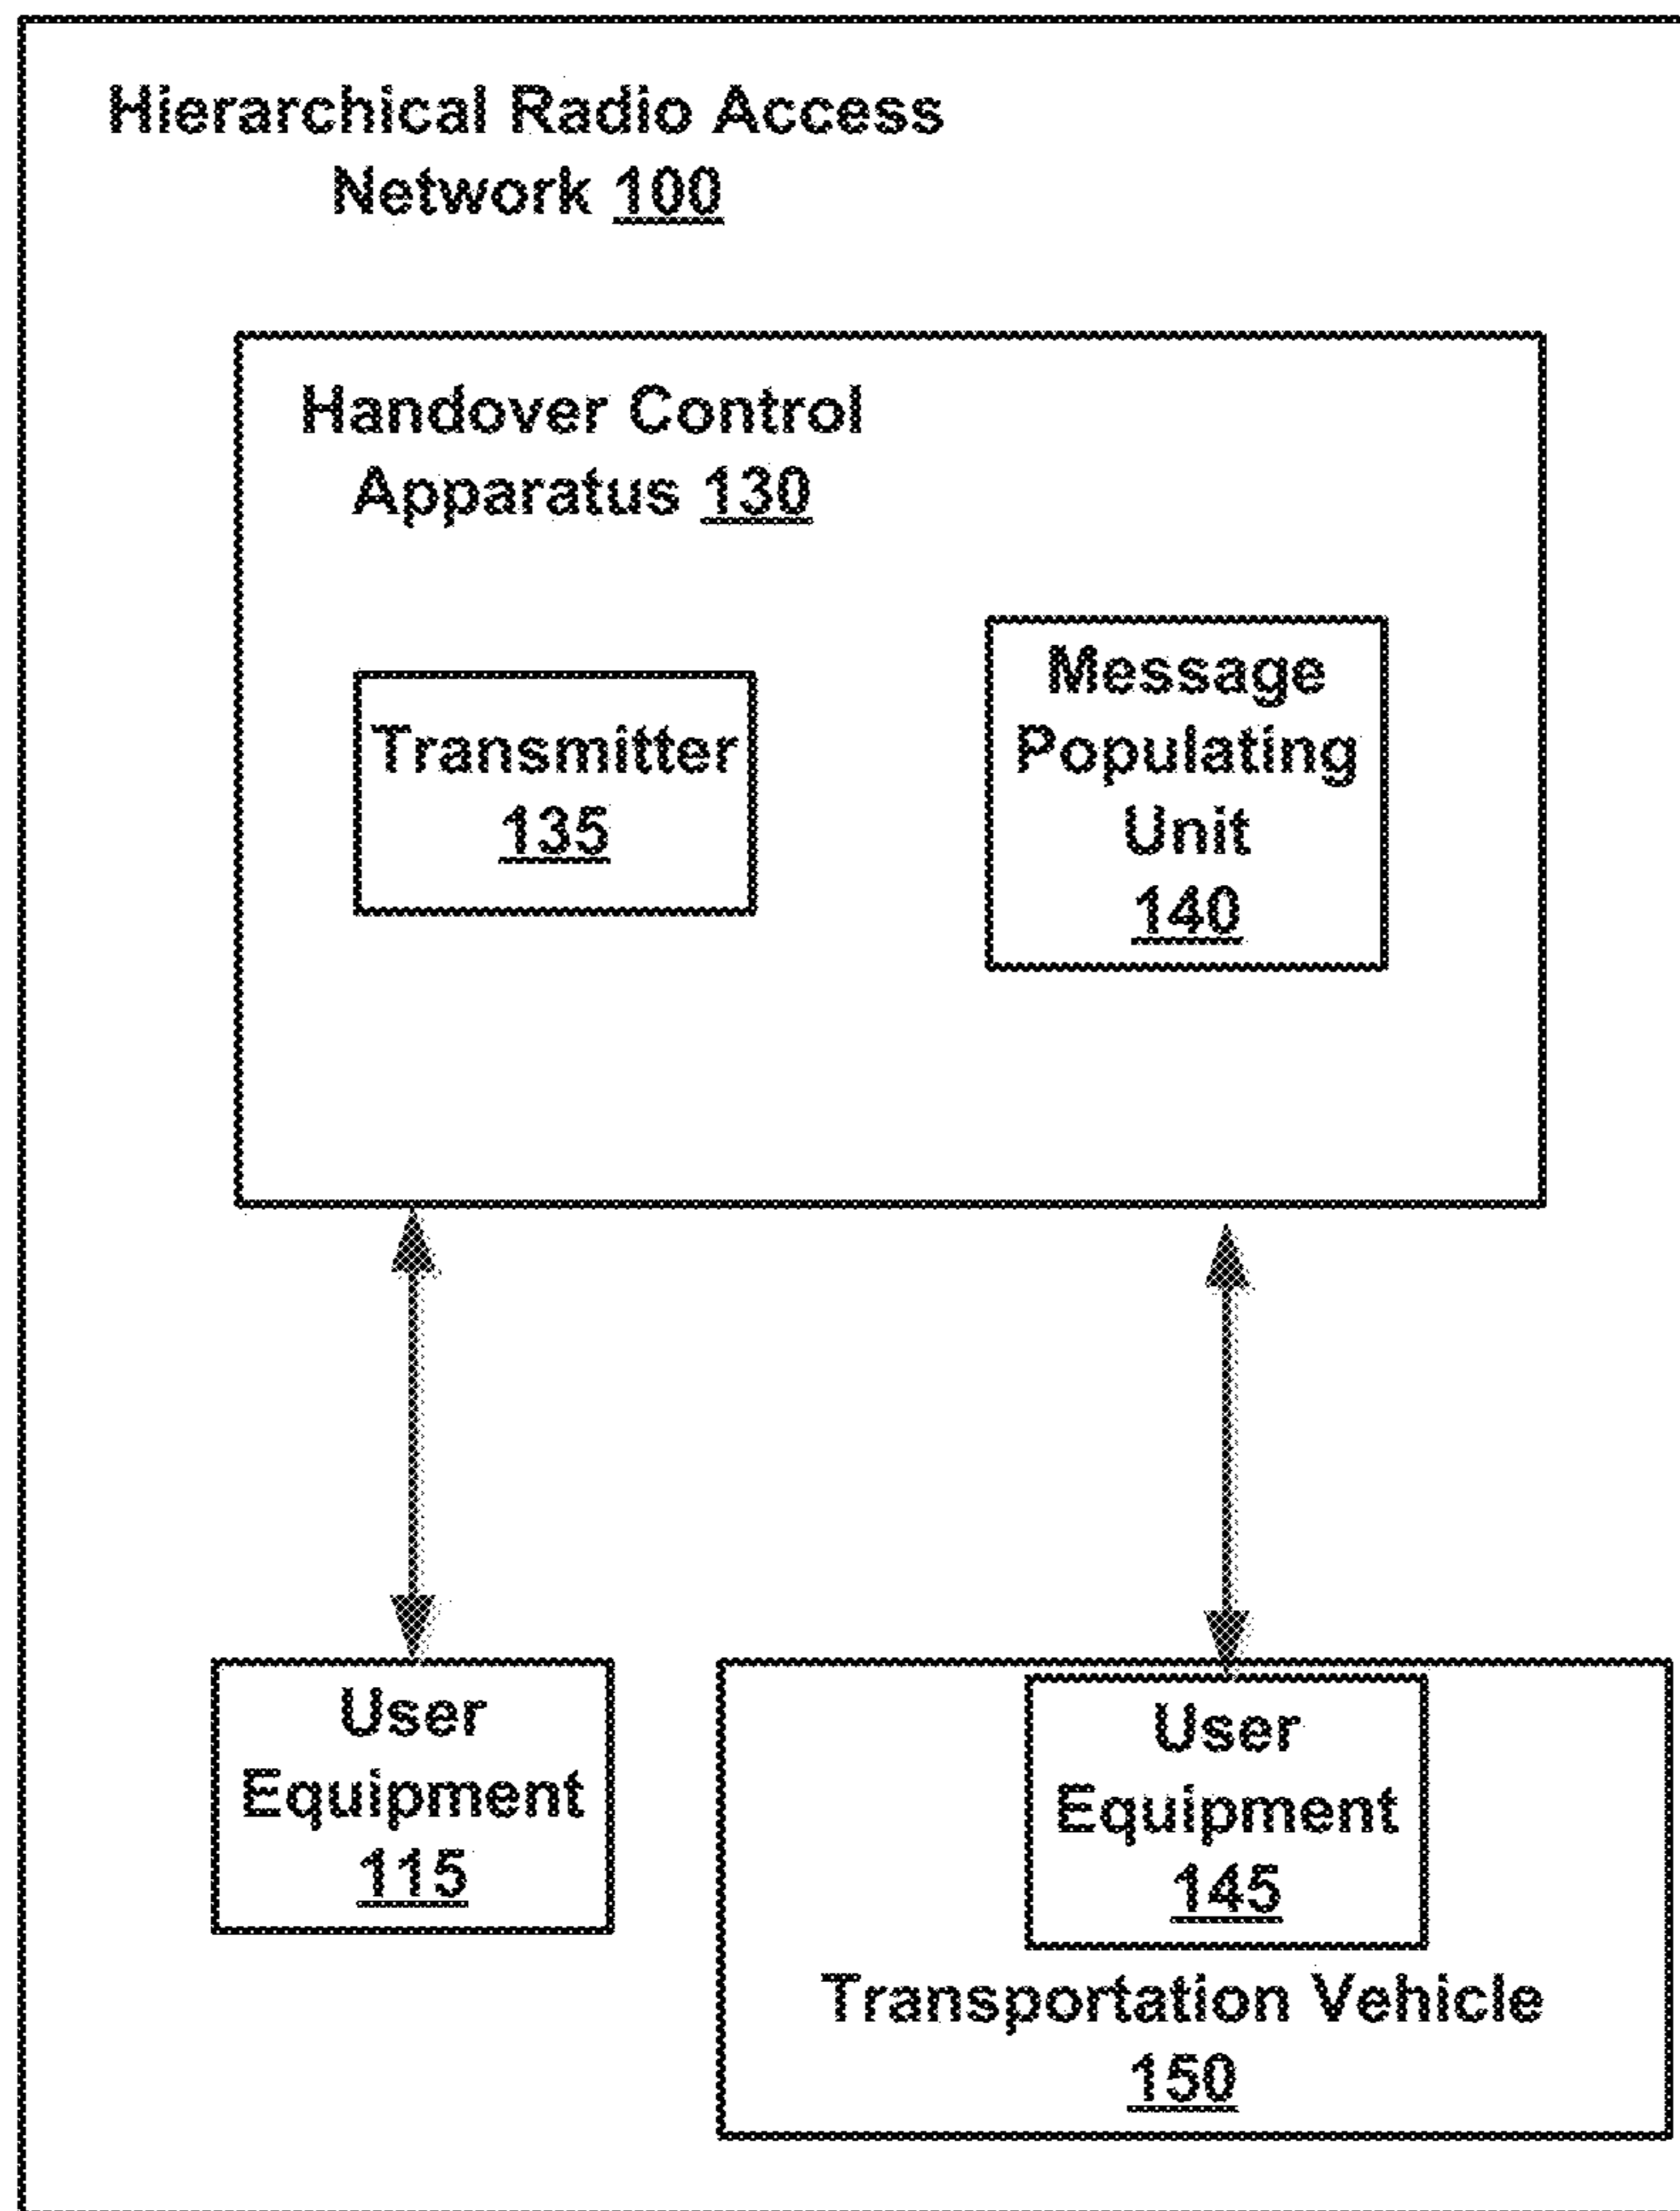 Hierarchical Radio Access
Network 100
Handover Control
Apparatus 130
Transmitter
135
Message
Populating
Unit
140
User
Equipment
115
User
Equipment
145
Transportation Vehicle
150